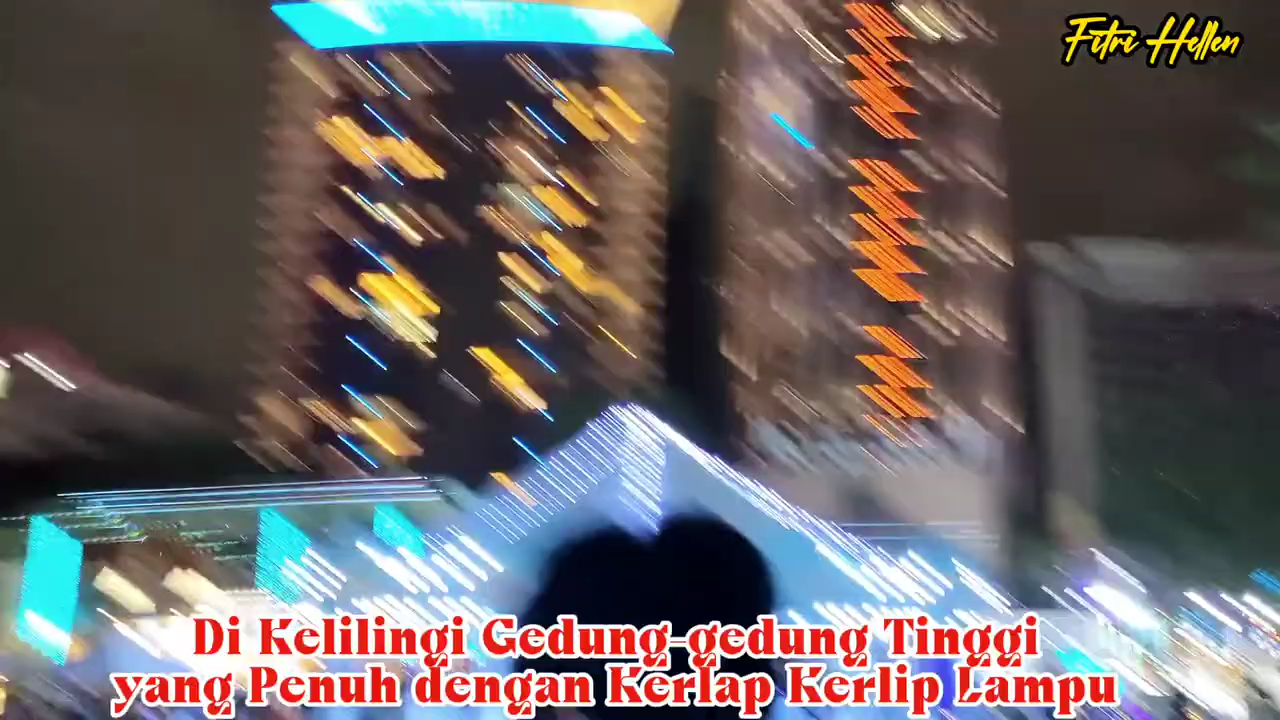 Fitri Hellen
Di Kelilingi Gedung-gedung Tinggi
yang Penuh dengan Kerlap Kerlip Lampu